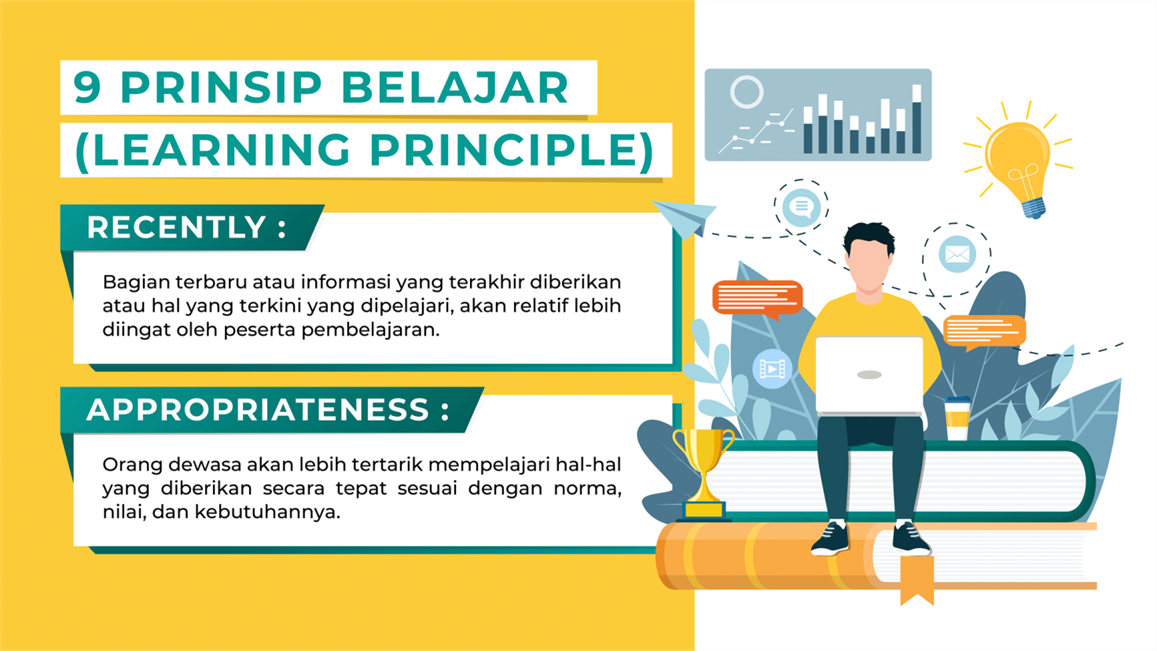 9 PRINSIP BELAJAR
(LEARNING PRINCIPLE)
RECENTLY :
Bagian terbaru atau informasi yang terakhir diberikan
atau hal yang terkini yang dipelajari, akan relatif lebih
diingat oleh peserta pembelajaran.
APPROPRIATENESS :
Orang dewasa akan lebih tertarik mempelajari hal-hal
yang diberikan secara tepat sesuai dengan norma,
nilai, dan kebutuhannya.